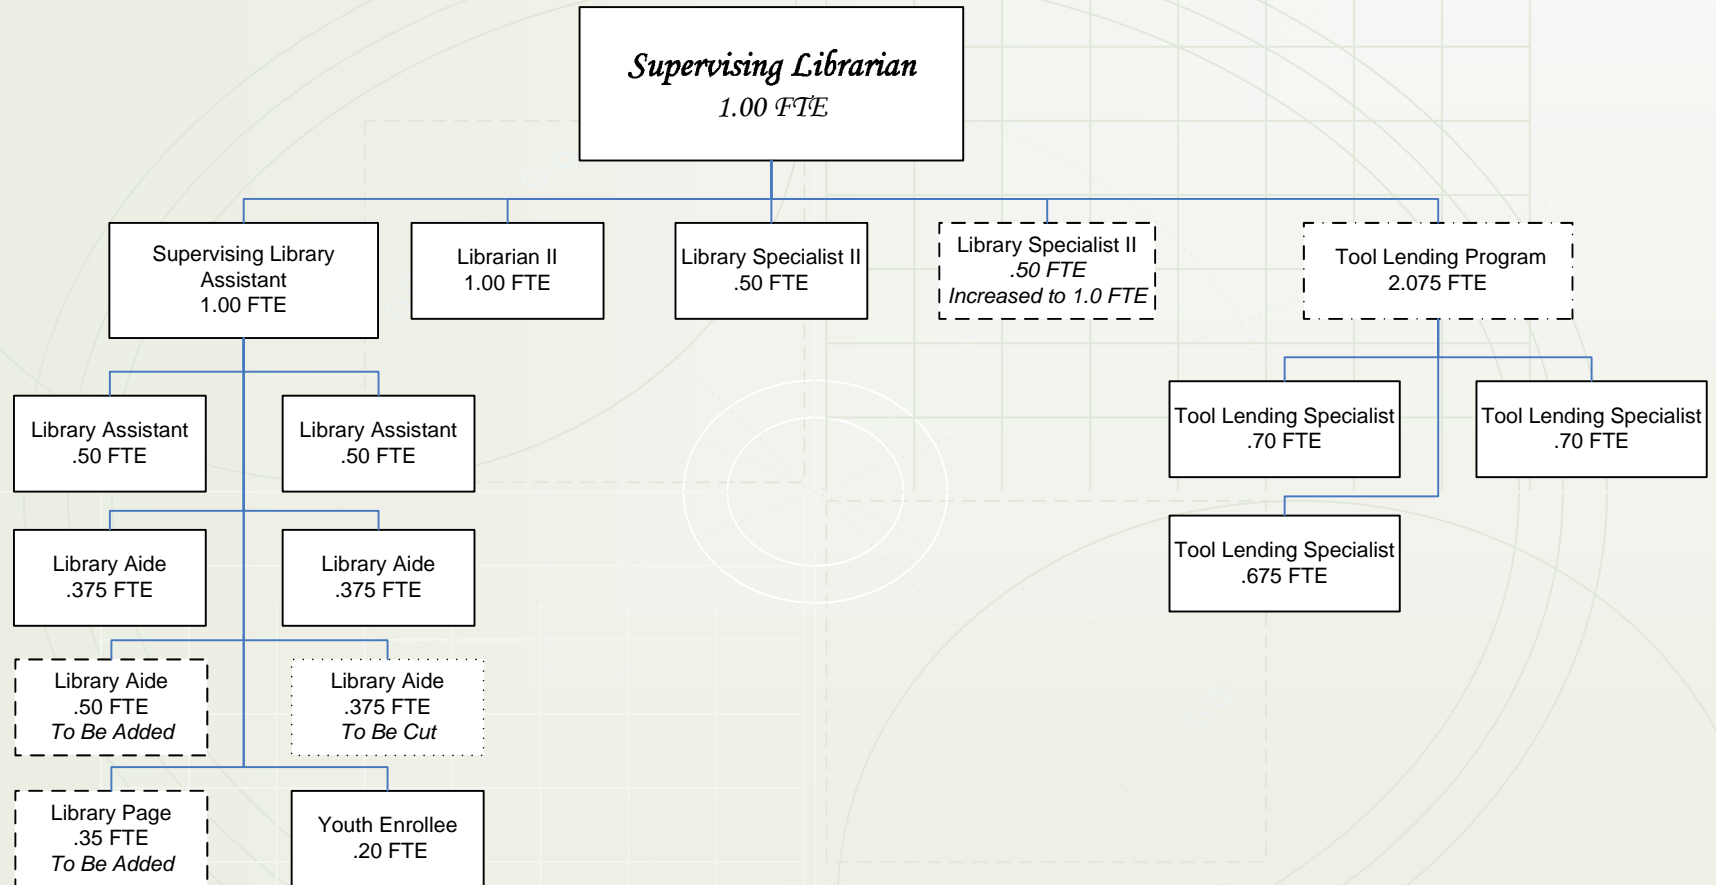 Supervising Librarian
1.00 FTE
Supervising Library
Assistant
1.00 FTE
Librarian II
1.00 FTE
Library Specialist II
.50 FTE
Library Specialist II
.50 FTE
Increased to 1.0 FTE
Tool Lending Program
2.075 FTE
Library Assistant
.50 FTE
Library Assistant
.50 FTE
Tool Lending Specialist
.70 FTE
Tool Lending Specialist
.70 FTE
Library Aide
.375 FTE
Library Aide
.375 FTE
Tool Lending Specialist
.675 FTE
Library Aide
.50 FTE
To Be Added
Library Aide
.375 FTE
To Be Cut
Library Page
.35 FTE
To Be Added
Youth Enrollee
.20 FTE